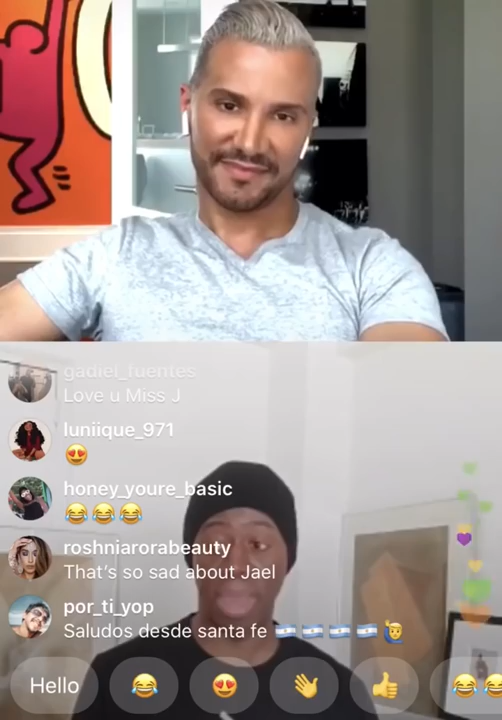 gadiel_fuentes
Love u Miss J
luniique_971
😍
honey_youre_basic
😂😂😂
roshniarorabeauty
That's so sad about Jael
por_ti_yop
Saludos desde santa fe 🇦🇷🇦🇷🇦🇷🇦🇷🙋‍♂️
Hello 😂 😍 👋 👍 😂😂